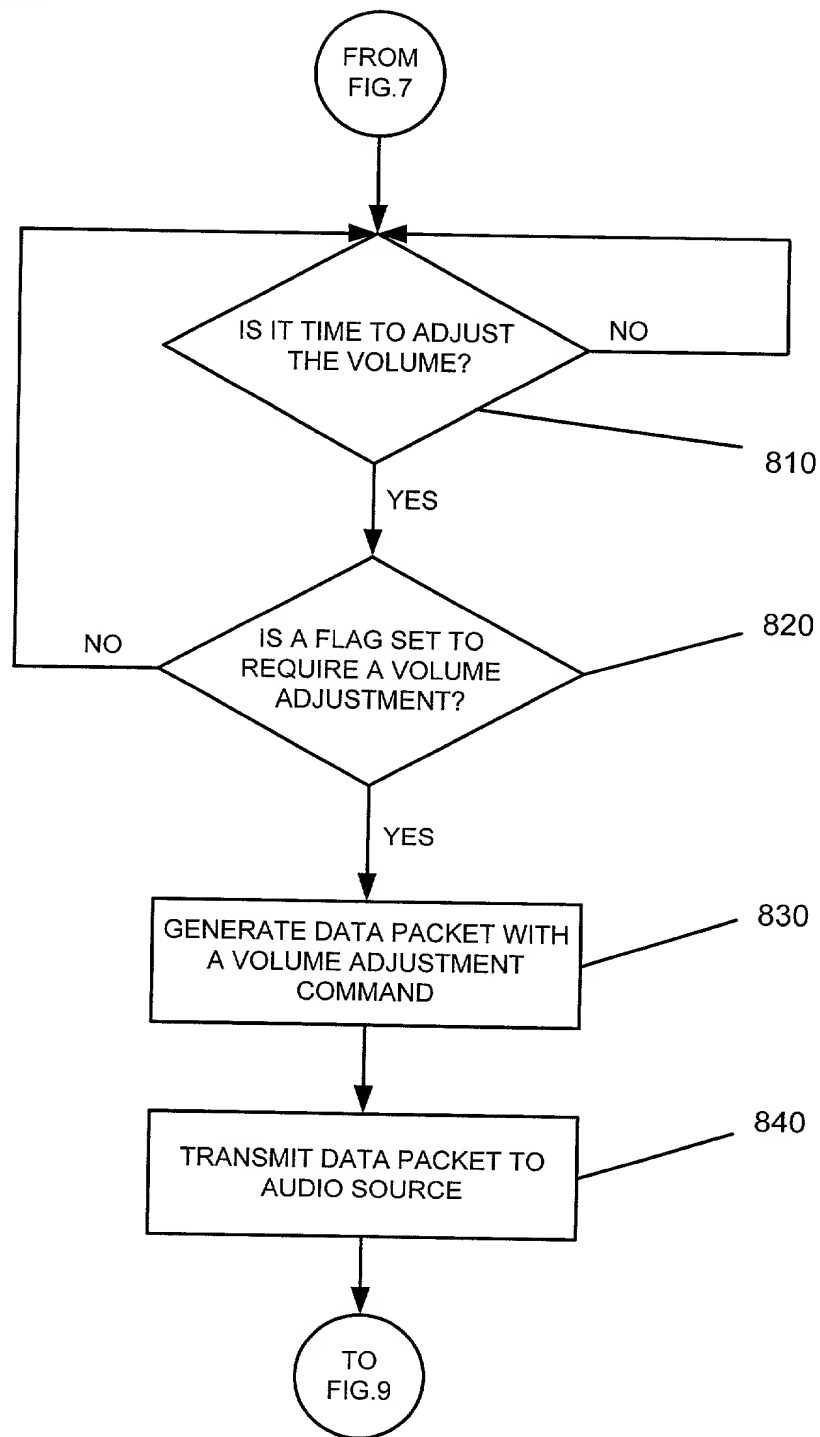 FROM
FIG.7
IS IT TIME TO ADJUST
THE VOLUME?
NO
810
YES
IS A FLAG SET TO
REQUIRE A VOLUME
ADJUSTMENT?
NO
820
YES
GENERATE DATA PACKET WITH
A VOLUME ADJUSTMENT
COMMAND
830
TRANSMIT DATA PACKET TO
AUDIO SOURCE
840
TO
FIG.9